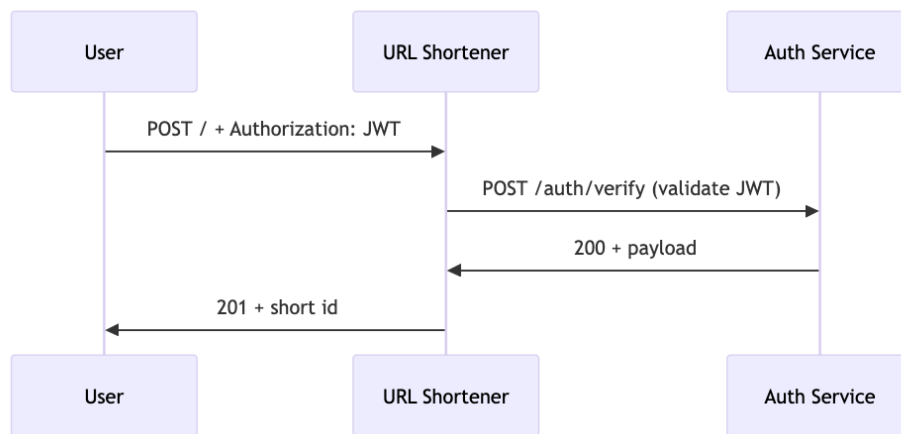 User
URL Shortener
Auth Service
POST / + Authorization: JWT
POST /auth/verify (validate JWT)
200 + payload
201 + short id
User
URL Shortener
Auth Service